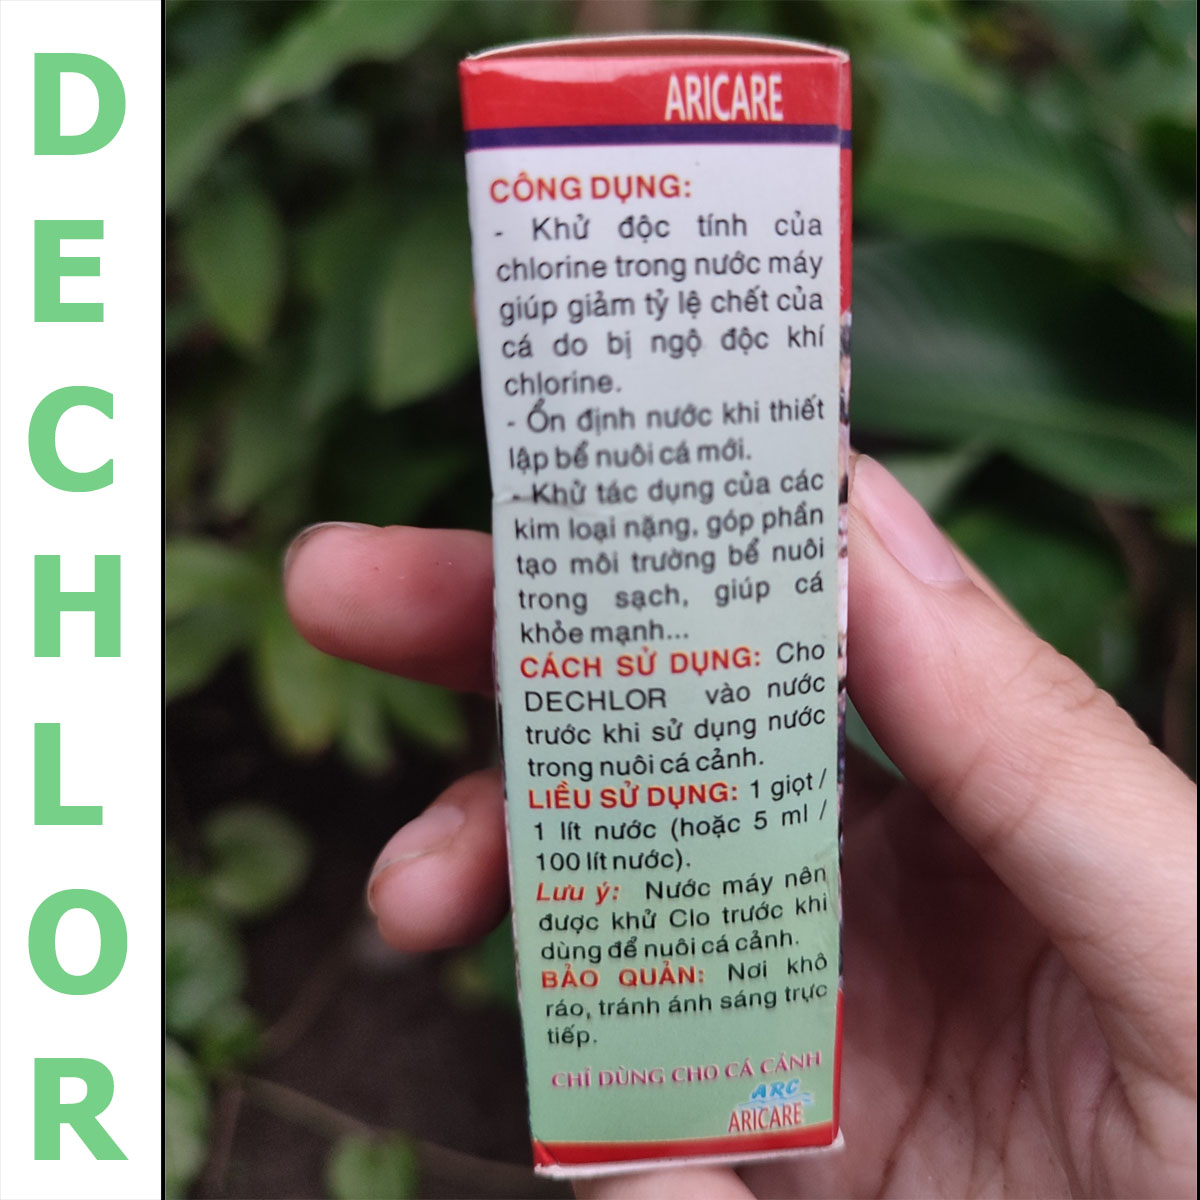 DECHLOR
ARICARE
CÔNG DỤNG:
- Khử độc tính của
chlorine trong nước máy
giúp giảm tỷ lệ chết của
cá do bị ngộ độc khí
chlorine.
- Ổn định nước khi thiết
lập bể nuôi cá mới.
- Khử tác dụng của các
kim loại nặng, góp phần
tạo môi trường bể nuôi
trong sạch, giúp cá
khỏe mạnh...
CÁCH SỬ DỤNG: Cho
DECHLOR vào nước
trước khi sử dụng nước
trong nuôi cá cảnh.
LIỀU SỬ DỤNG: 1 giọt /
1 lít nước (hoặc 5 ml /
100 lít nước).
Lưu ý: Nước máy nên
được khử Clo trước khi
dùng để nuôi cá cảnh.
BẢO QUẢN: Nơi khô
ráo, tránh ánh sáng trực
tiếp.
CHỈ DÙNG CHO CÁ CẢNH
ARC
ARICARE